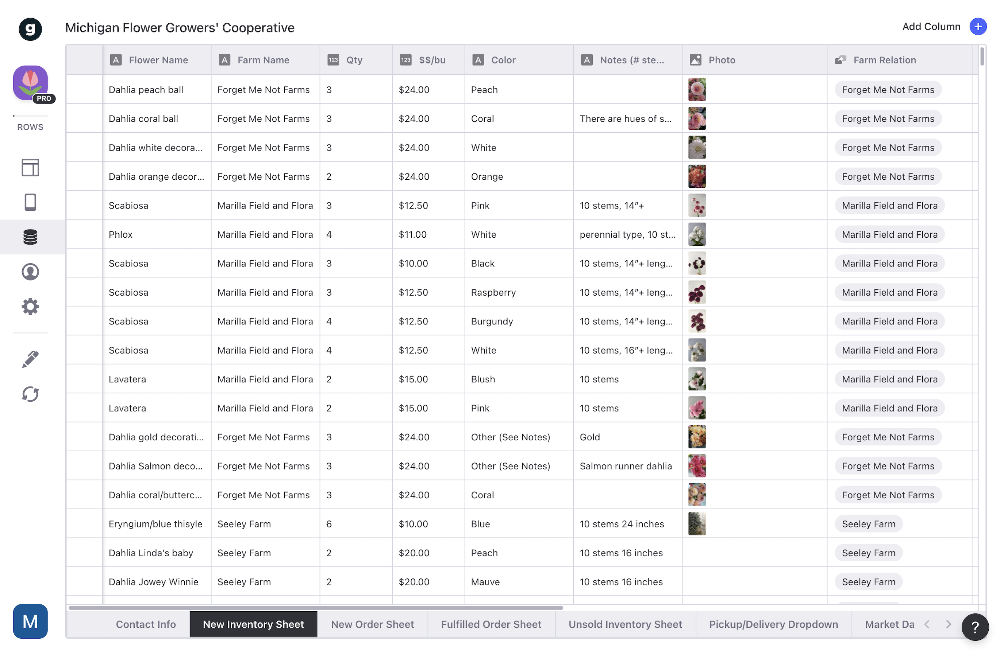 g
Michigan Flower Growers' Cooperative
Add Column +
A Flower Name A Farm Name 123 Qty 123 $$/bu A Color A Notes (# ste... Photo Farm Relation
PRO
ROWS
Dahlia peach ball Forget Me Not Farms 3 $24.00 Peach Forget Me Not Farms
Dahlia coral ball Forget Me Not Farms 3 $24.00 Coral There are hues of s... Forget Me Not Farms
Dahlia white decora... Forget Me Not Farms 3 $24.00 White Forget Me Not Farms
Dahlia orange decor... Forget Me Not Farms 2 $24.00 Orange Forget Me Not Farms
Scabiosa Marilla Field and Flora 3 $12.50 Pink 10 stems, 14”+ Marilla Field and Flora
Phlox Marilla Field and Flora 4 $11.00 White perennial type, 10 st... Marilla Field and Flora
Scabiosa Marilla Field and Flora 3 $10.00 Black 10 stems, 14”+ leng... Marilla Field and Flora
Scabiosa Marilla Field and Flora 3 $12.50 Raspberry 10 stems, 14”+ leng... Marilla Field and Flora
Scabiosa Marilla Field and Flora 4 $12.50 Burgundy 10 stems, 14”+ leng... Marilla Field and Flora
Scabiosa Marilla Field and Flora 4 $12.50 White 10 stems, 16”+ leng... Marilla Field and Flora
Lavatera Marilla Field and Flora 2 $15.00 Blush 10 stems Marilla Field and Flora
Lavatera Marilla Field and Flora 2 $15.00 Pink 10 stems Marilla Field and Flora
Dahlia gold decorati... Forget Me Not Farms 3 $24.00 Other (See Notes) Gold Forget Me Not Farms
Dahlia Salmon deco... Forget Me Not Farms 3 $24.00 Other (See Notes) Salmon runner dahlia Forget Me Not Farms
Dahlia coral/butterc... Forget Me Not Farms 3 $24.00 Coral Forget Me Not Farms
Eryngium/blue thisyle Seeley Farm 6 $10.00 Blue 10 stems 24 inches Seeley Farm
Dahlia Linda’s baby Seeley Farm 2 $20.00 Peach 10 stems 16 inches Seeley Farm
Dahlia Jowey Winnie Seeley Farm 2 $20.00 Mauve 10 stems 16 inches Seeley Farm
M
Contact Info New Inventory Sheet New Order Sheet Fulfilled Order Sheet Unsold Inventory Sheet Pickup/Delivery Dropdown Market Da < > ?